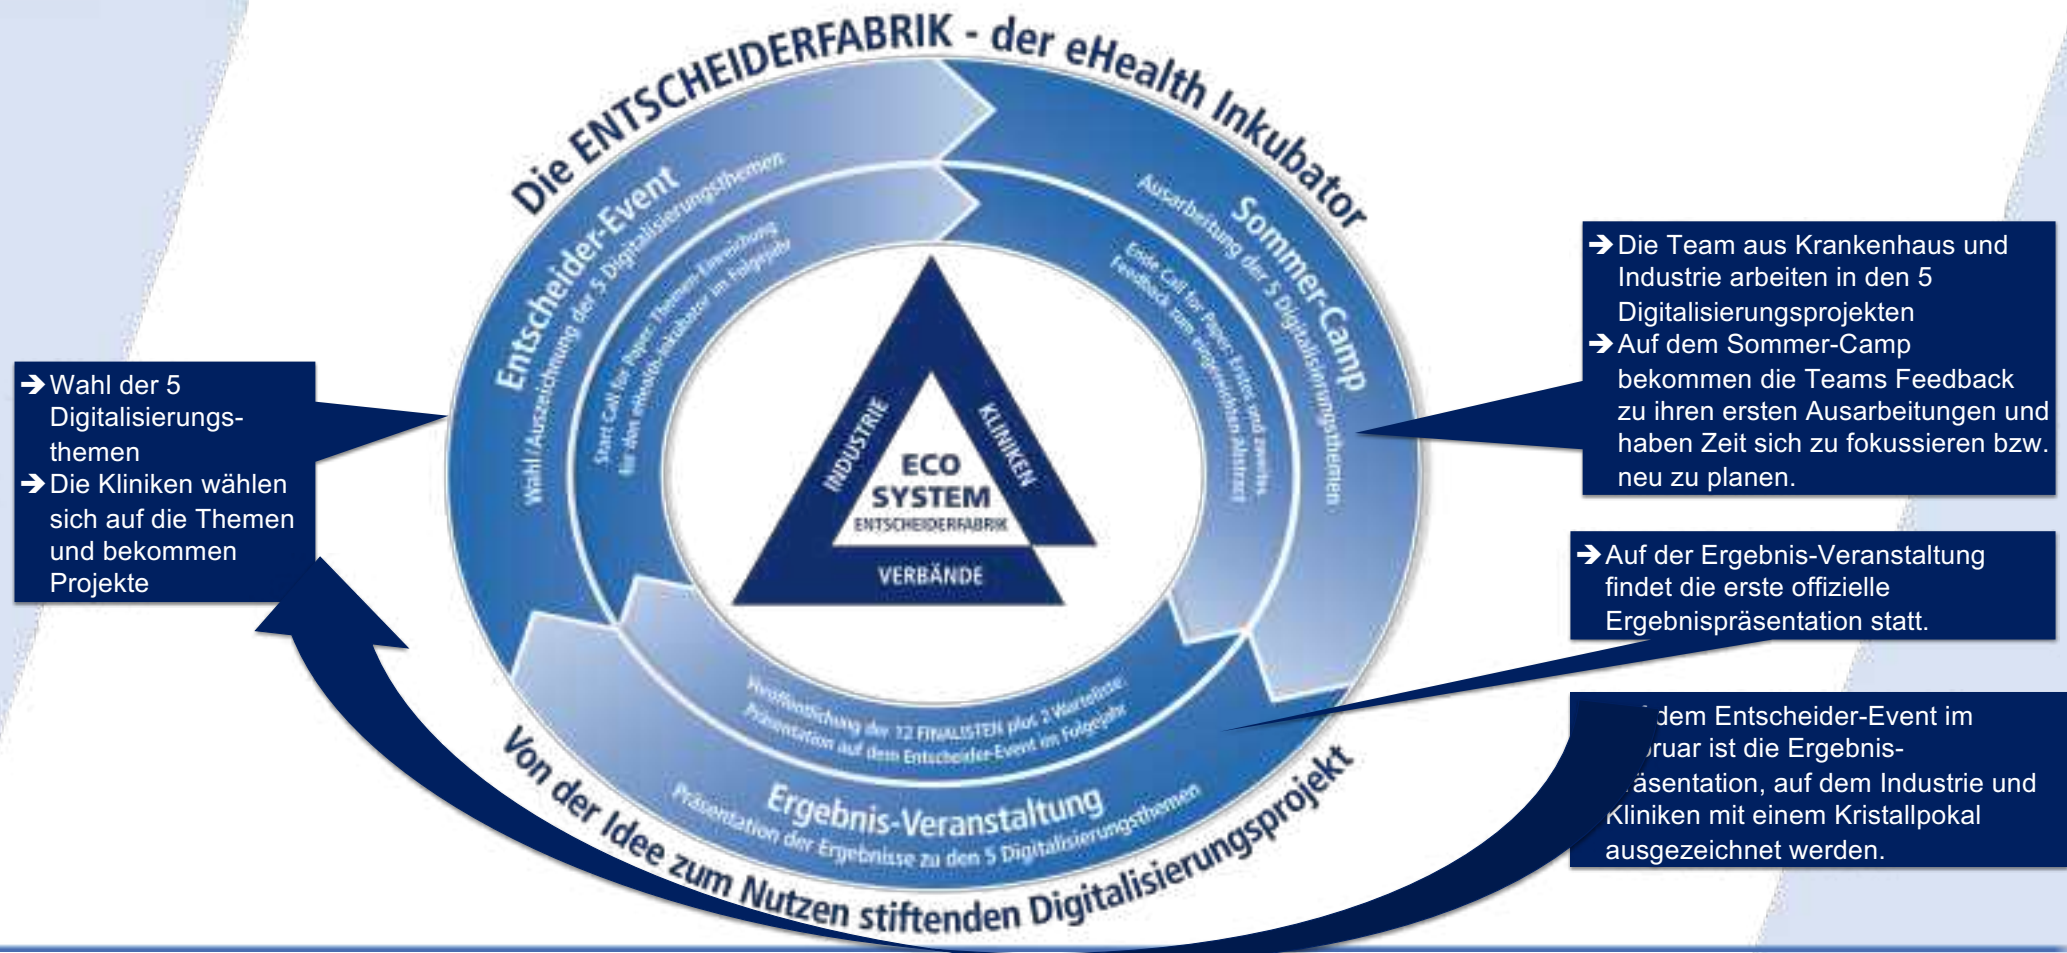 Die ENTSCHEIDERFABRIK - der eHealth Inkubator
Entscheider-Event
Wahl / Auszeichnung der 5 Digitalisierungsthemen
Start Call for Paper: Themen-Einreichung
für den eHealth-Inkubator im Folgejahr
Sommer-Camp
Ausarbeitung der 5 Digitalisierungsthemen
Ende Call for Paper: Erstes und zweites
Feedback zum eingereichten abstract
INDUSTRIE
KLINIKEN
ECO
SYSTEM
ENTSCHEIDERFABRIK
VERBÄNDE
Veröffentlichung der 12 FINALISTEN plus 2 Warteliste
Präsentation auf dem Entscheider-Event im Folgejahr
Ergebnis-Veranstaltung
Präsentation der Ergebnisse zu den 5 Digitalisierungsthemen
Von der Idee zum Nutzen stiftenden Digitalisierungsprojekt
➔ Wahl der 5
Digitalisierungs-
themen
➔ Die Kliniken wählen
sich auf die Themen
und bekommen
Projekte
➔ Die Team aus Krankenhaus und
Industrie arbeiten in den 5
Digitalisierungsprojekten
➔ Auf dem Sommer-Camp
bekommen die Teams Feedback
zu ihren ersten Ausarbeitungen und
haben Zeit sich zu fokussieren bzw.
neu zu planen.
➔ Auf der Ergebnis-Veranstaltung
findet die erste offizielle
Ergebnispräsentation statt.
dem Entscheider-Event im
ruar ist die Ergebnis-
äsentation, auf dem Industrie und
Kliniken mit einem Kristallpokal
ausgezeichnet werden.